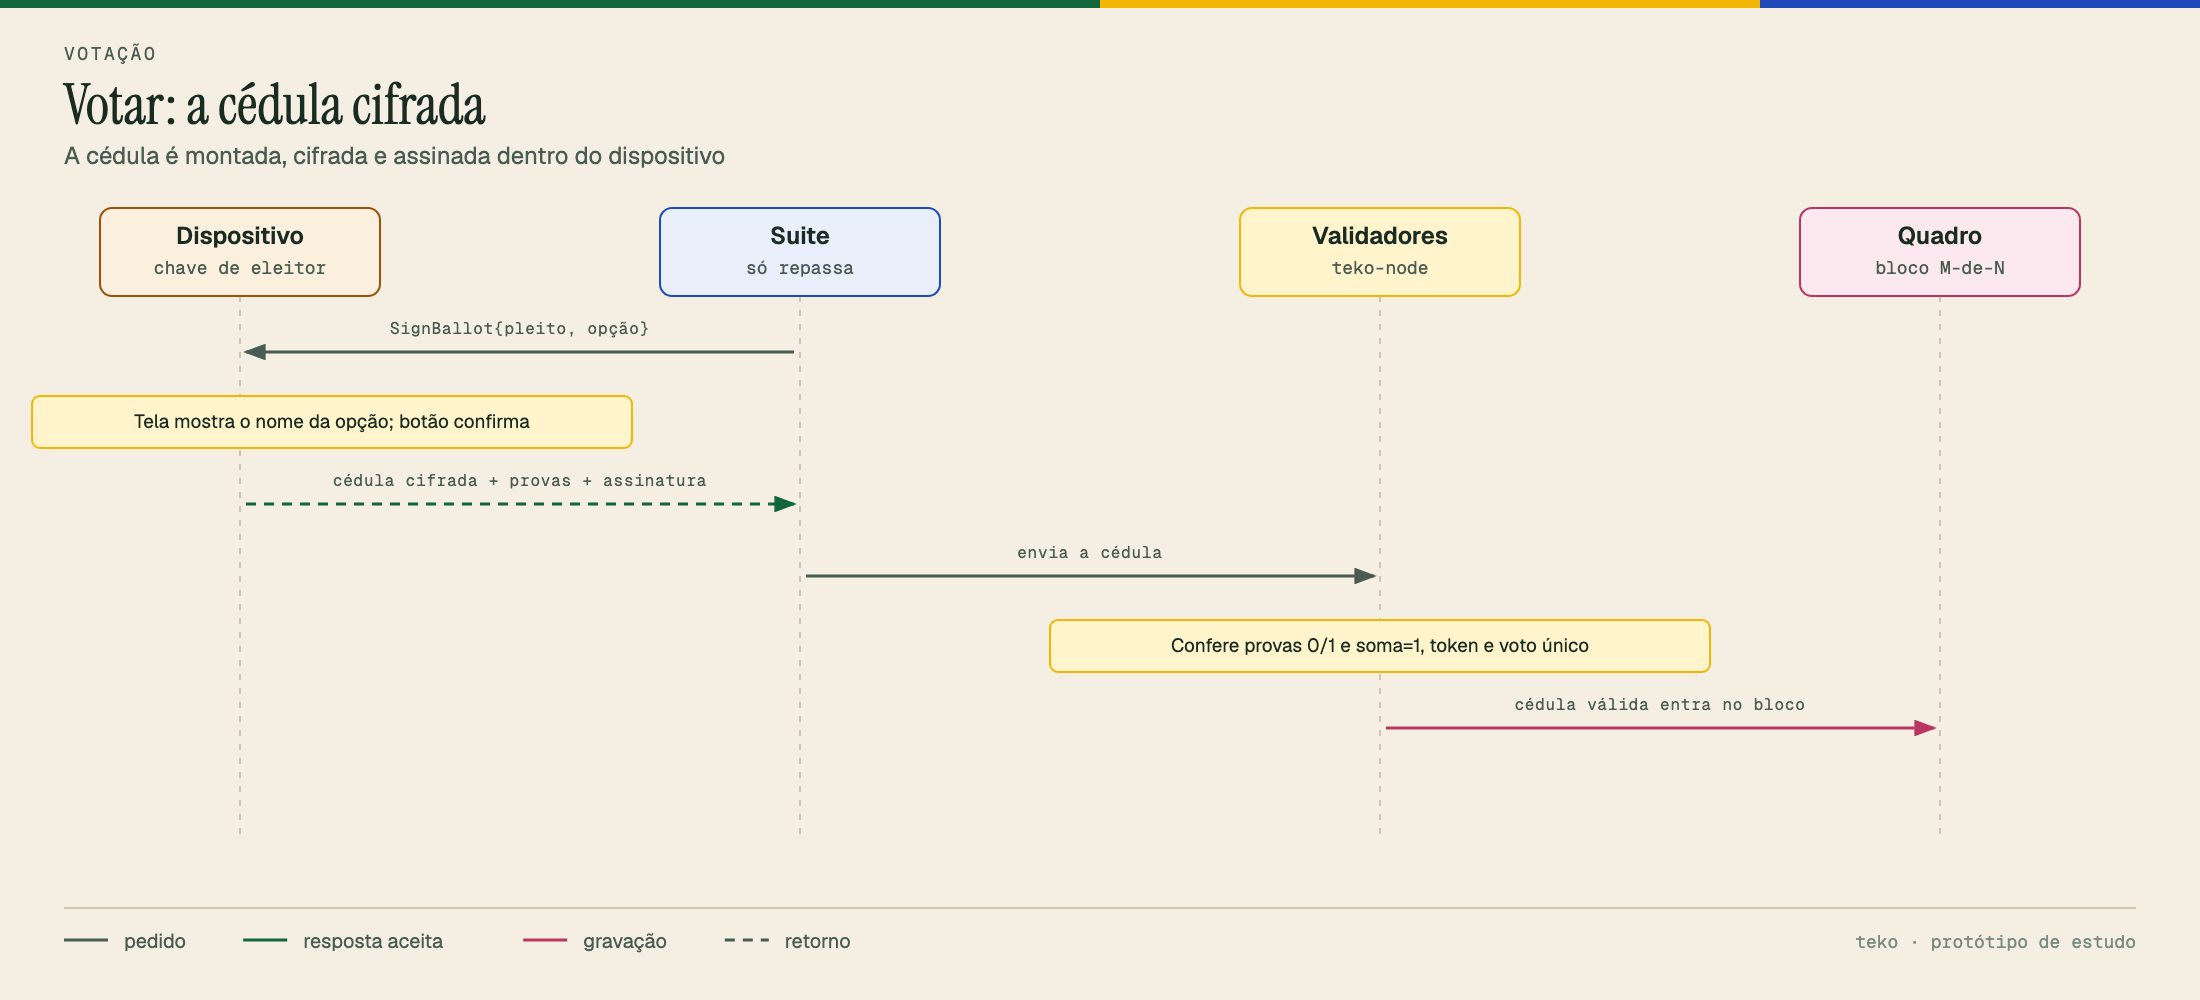 VOTAÇÃO
Votar: a cédula cifrada
A cédula é montada, cifrada e assinada dentro do dispositivo
Dispositivo
chave de eleitor
Suite
só repassa
Validadores
teko-node
Quadro
bloco M-de-N
SignBallot{pleito, opção}
Tela mostra o nome da opção; botão confirma
cédula cifrada + provas + assinatura
envia a cédula
Confere provas 0/1 e soma=1, token e voto único
cédula válida entra no bloco
pedido
resposta aceita
gravação
retorno
teko · protótipo de estudo